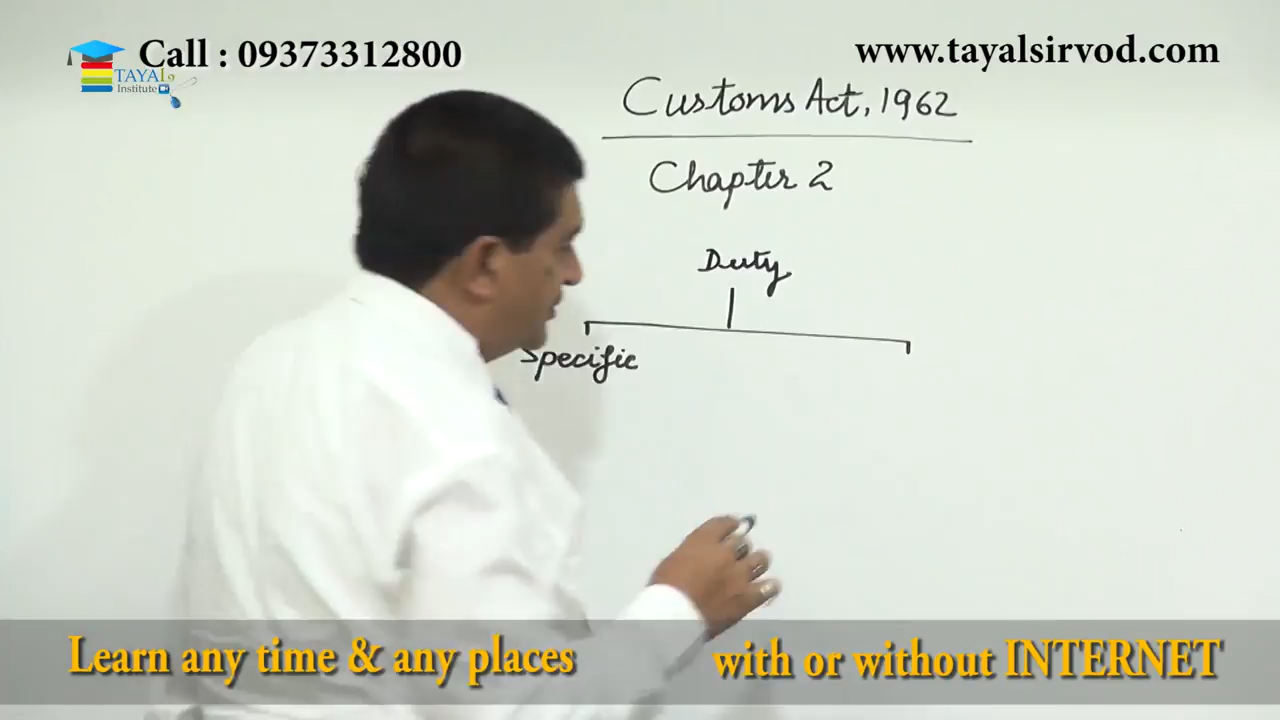 Call : 09373312800
www.tayalsirvod.com
TAYAL
Institute
Customs Act, 1962
Chapter 2
Duty
Specific
Learn any time & any places
with or without INTERNET